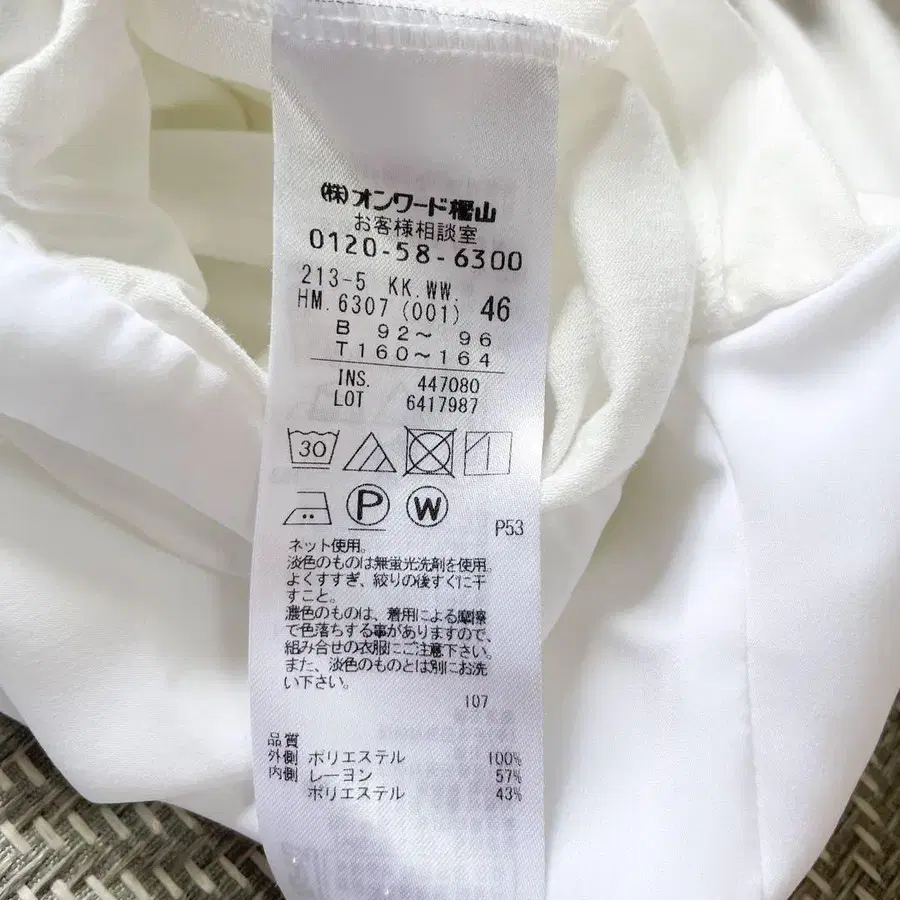 (株)オンワード樫山
お客様相談室
0120-58-6300
213-5 KK.WW.
HM.6307(001) 46
B 92～ 96
T160～164
INS. 447080
LOT 6417987
30
P W
P53
ネット使用。
淡色のものは無蛍光洗剤を使用。
よくすすぎ、絞りの後すぐに干
すこと。
濃色のものは、着用による摩擦
で色落ちする事がありますので、
組み合せの衣服にご注意下さい。
また、淡色のものとは別にお洗
い下さい。
107
品質
外側 ポリエステル 100%
内側 レーヨン 57%
ポリエステル 43%